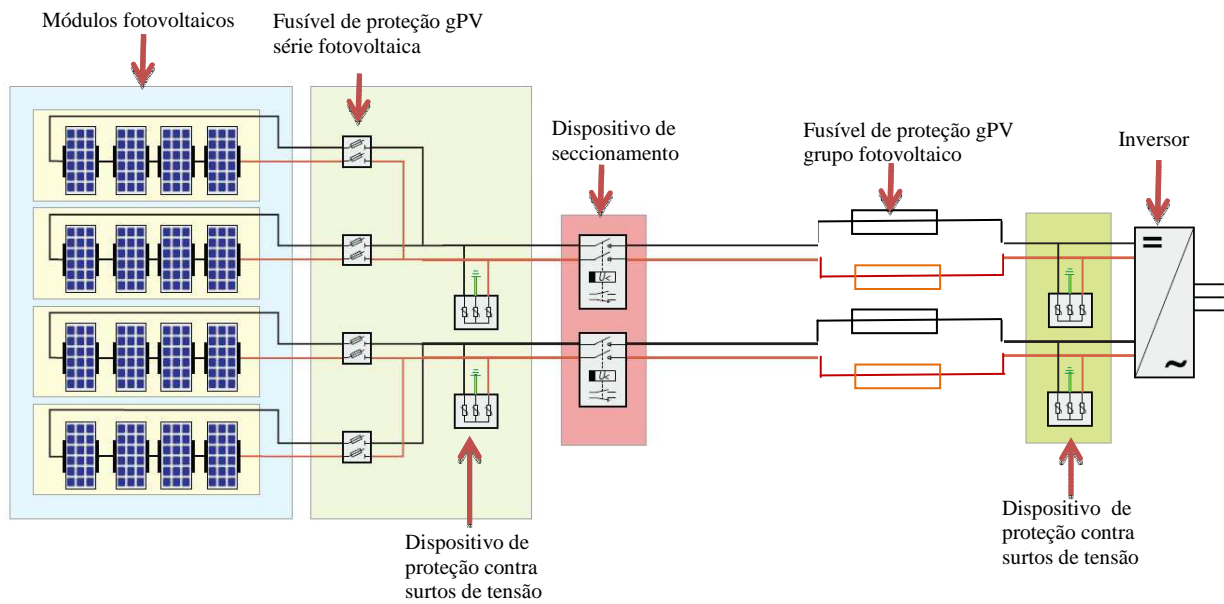 Módulos fotovoltaicos
Fusível de proteção gPV
série fotovoltaica
Dispositivo de
seccionamento
Fusível de proteção gPV
grupo fotovoltaico
Inversor
U<
U<
=
~
Dispositivo de
proteção contra
surtos de tensão
Dispositivo de
proteção contra
surtos de tensão